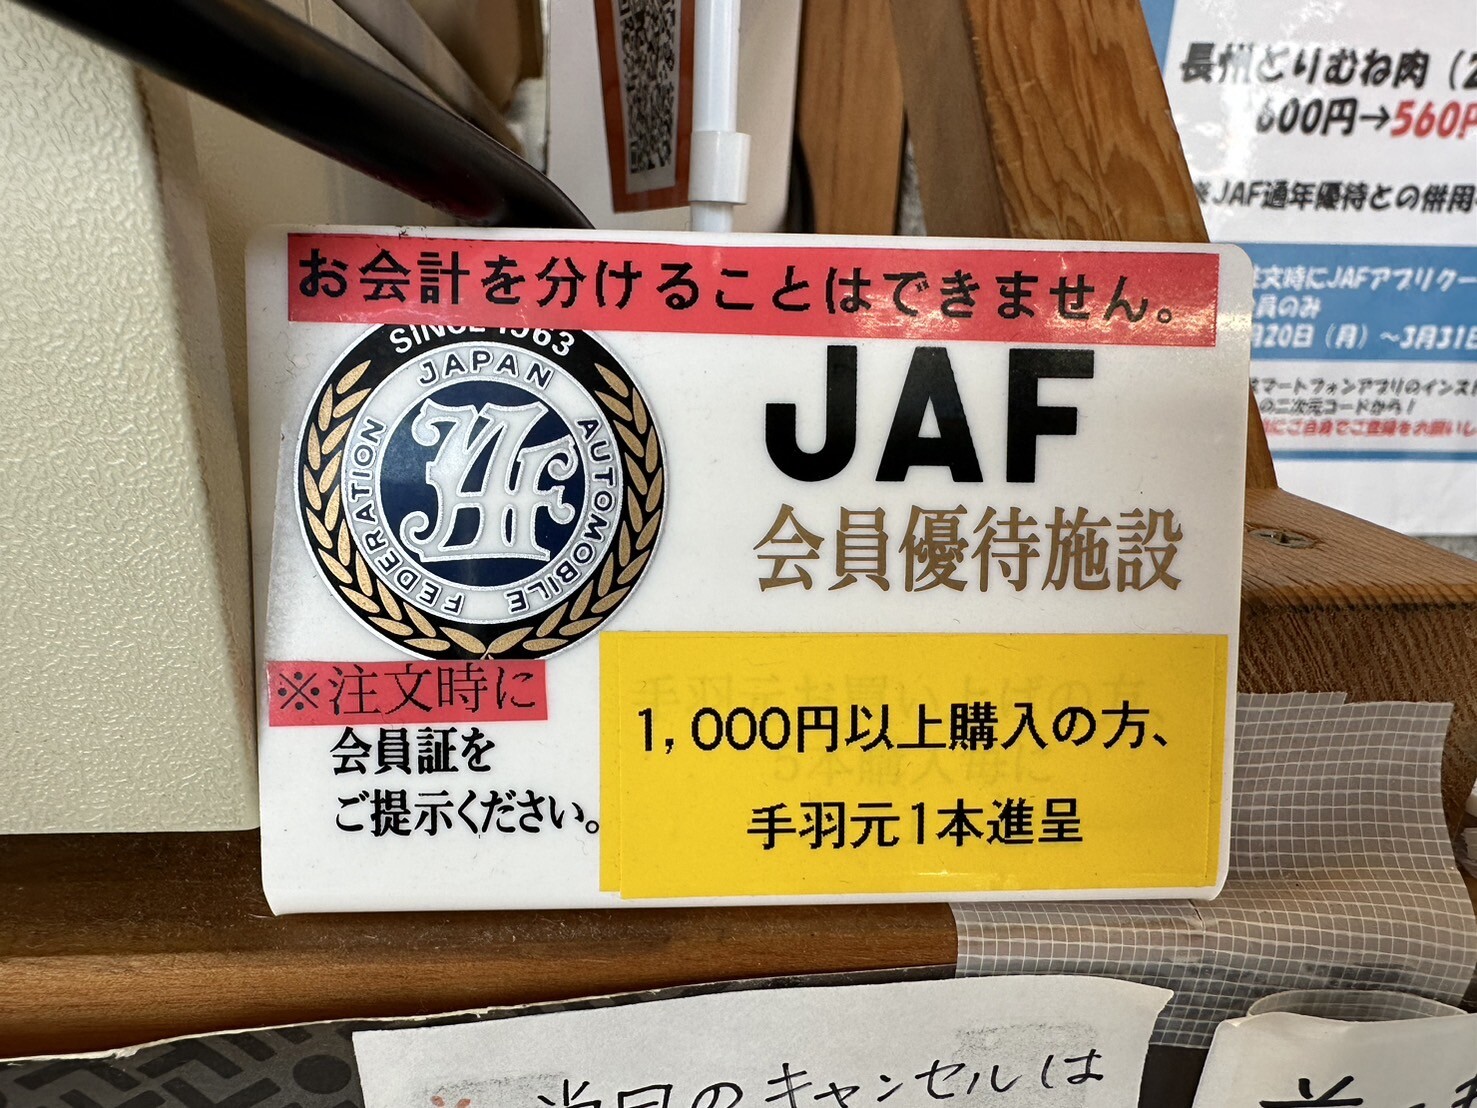 お会計を分けることはできません。
SINCE 1963
JAPAN AUTOMOBILE FEDERATION
JAF
会員優待施設
※注文時に
会員証を
ご提示ください。
1,000円以上購入の方、
手羽元1本進呈
長州どりむね肉（2
600円→560円
※JAF通年優待との併用
注文時にJAFアプリクー
会員のみ
月20日（月）～3月31日
スマートフォンアプリのインス
の二次元コードから！
にご自身でご登録をお願いし
当日のキャンセルは